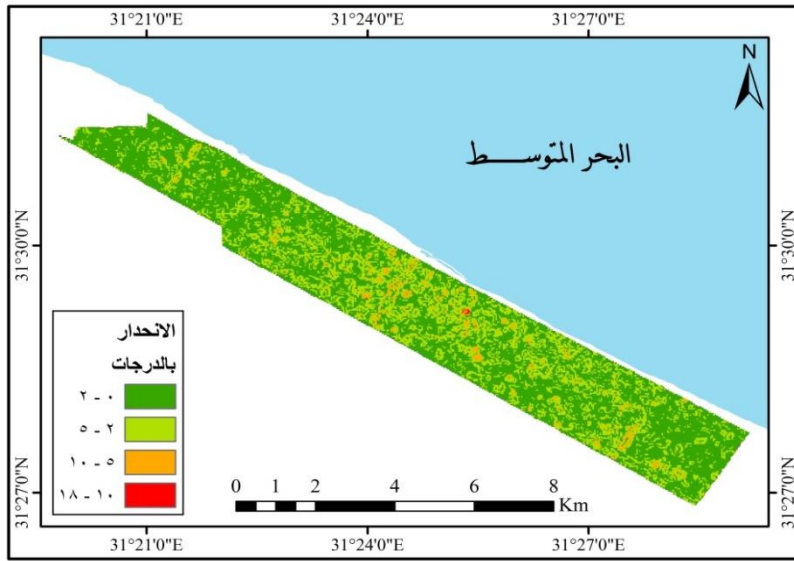 31°21'0"E 31°24'0"E 31°27'0"E
N
البحر المتوســـــط
31°30'0"N 31°30'0"N
الانحدار
بالدرجات
٠ - ٢
٢ - ٥
٥ - ١٠
١٠ - ١٨
0 1 2 4 6 8
Km
31°27'0"N 31°27'0"N
31°21'0"E 31°24'0"E 31°27'0"E